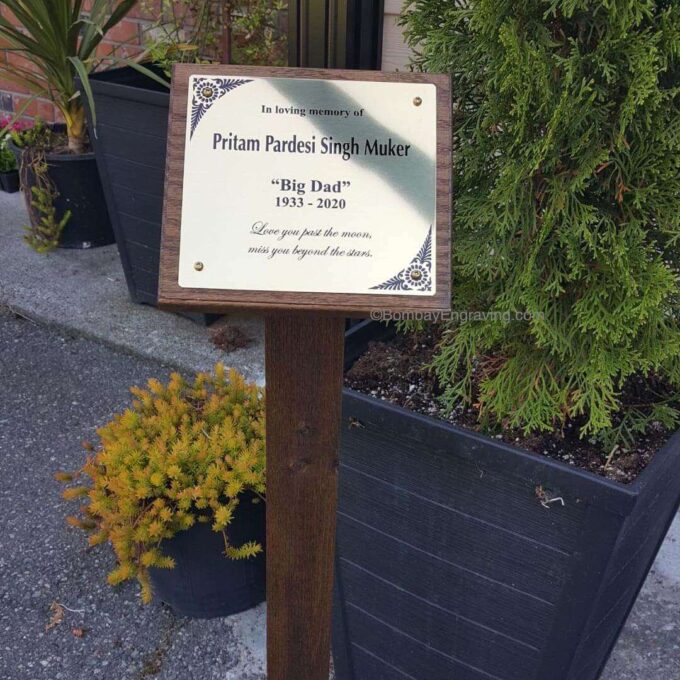 In loving memory of
Pritam Pardesi Singh Muker
“Big Dad”
1933 - 2020
Love you past the moon,
miss you beyond the stars.
©BombayEngraving.com